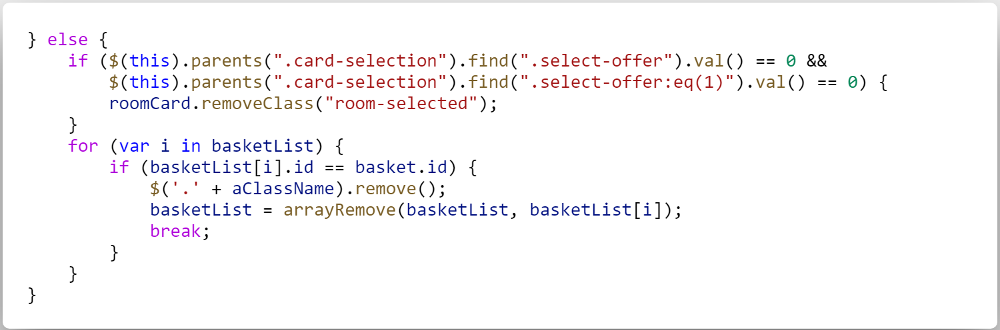 } else {
    if ($(this).parents(".card-selection").find(".select-offer").val() == 0 &&
        $(this).parents(".card-selection").find(".select-offer:eq(1)").val() == 0) {
        roomCard.removeClass("room-selected");
    }
    for (var i in basketList) {
        if (basketList[i].id == basket.id) {
            $('.' + aClassName).remove();
            basketList = arrayRemove(basketList, basketList[i]);
            break;
        }
    }
}